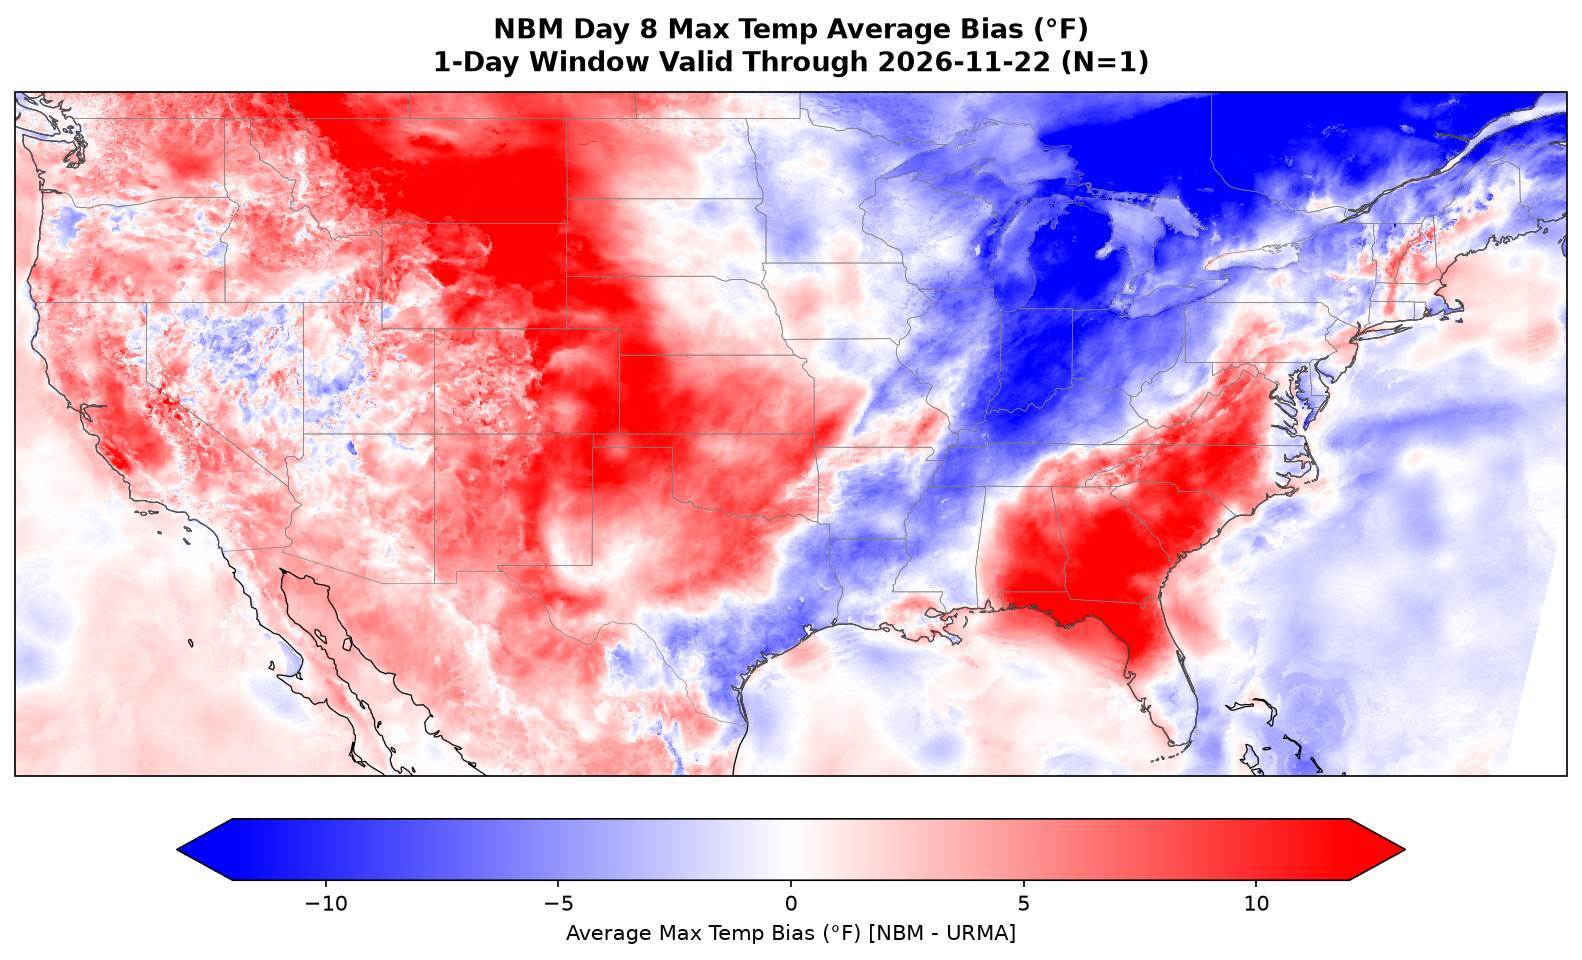 NBM Day 8 Max Temp Average Bias (°F)
1-Day Window Valid Through 2026-11-22 (N=1)
−10 −5 0 5 10
Average Max Temp Bias (°F) [NBM - URMA]